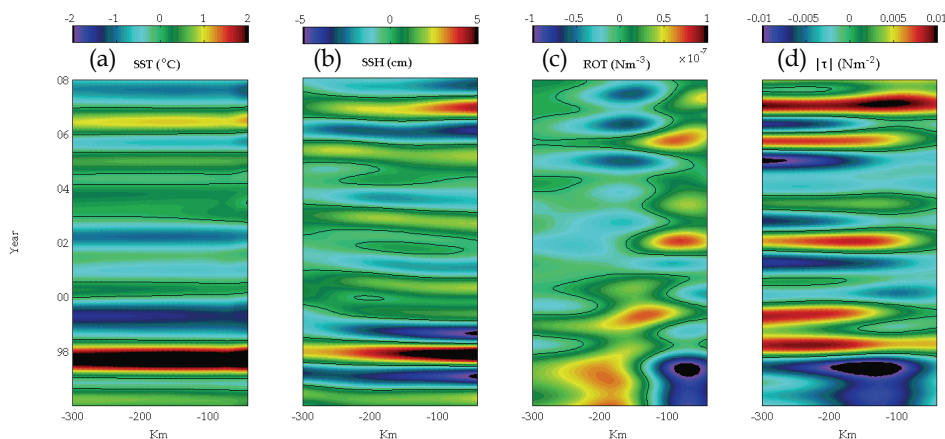 -2 -1 0 1 2
-5 0 5
-1 -0.5 0 0.5 1
-0.01 -0.005 0 0.005 0.01
(a) SST (°C)
(b) SSH (cm)
(c) ROT (Nm⁻³) ×10⁻⁷
(d) |τ| (Nm⁻²)
Year
08
06
04
02
00
98
-300 -200 -100
-300 -200 -100
-300 -200 -100
-300 -200 -100
Km
Km
Km
Km